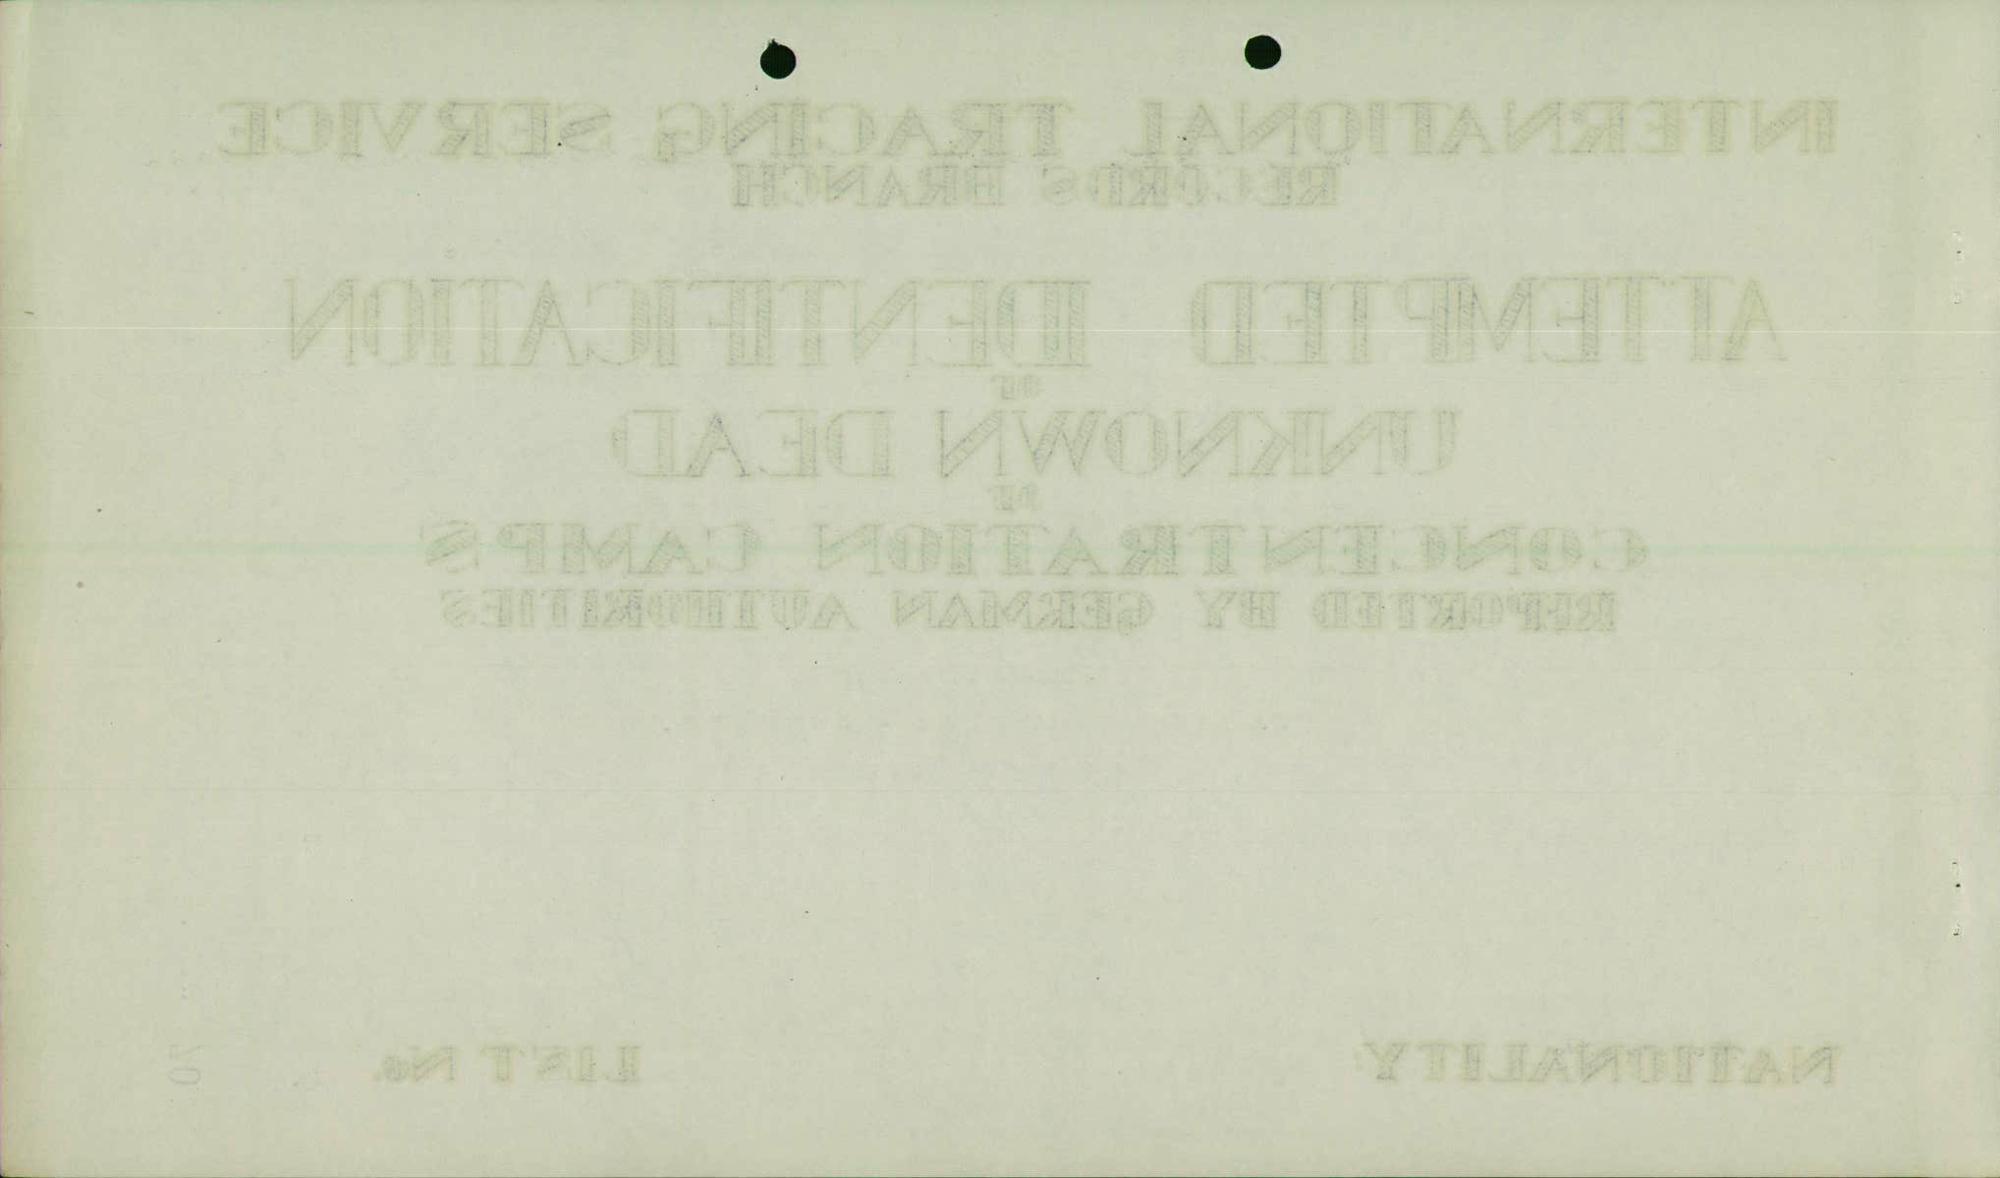 INTERNATIONAL TRACING SERVICE
RECORDS BRANCH
ATTEMPTED IDENTIFICATION
OF
UNKNOWN DEAD
OF
CONCENTRATION CAMPS
REPORTED BY GERMAN AUTHORITIES
NATIONALITY: LIST No.